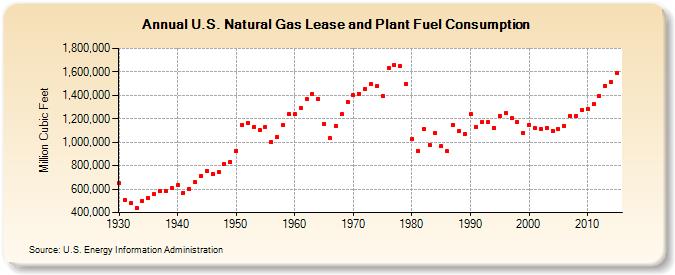 Annual U.S. Natural Gas Lease and Plant Fuel Consumption
Million Cubic Feet
1,800,000
1,600,000
1,400,000
1,200,000
1,000,000
800,000
600,000
400,000
1930 1940 1950 1960 1970 1980 1990 2000 2010
Source: U.S. Energy Information Administration